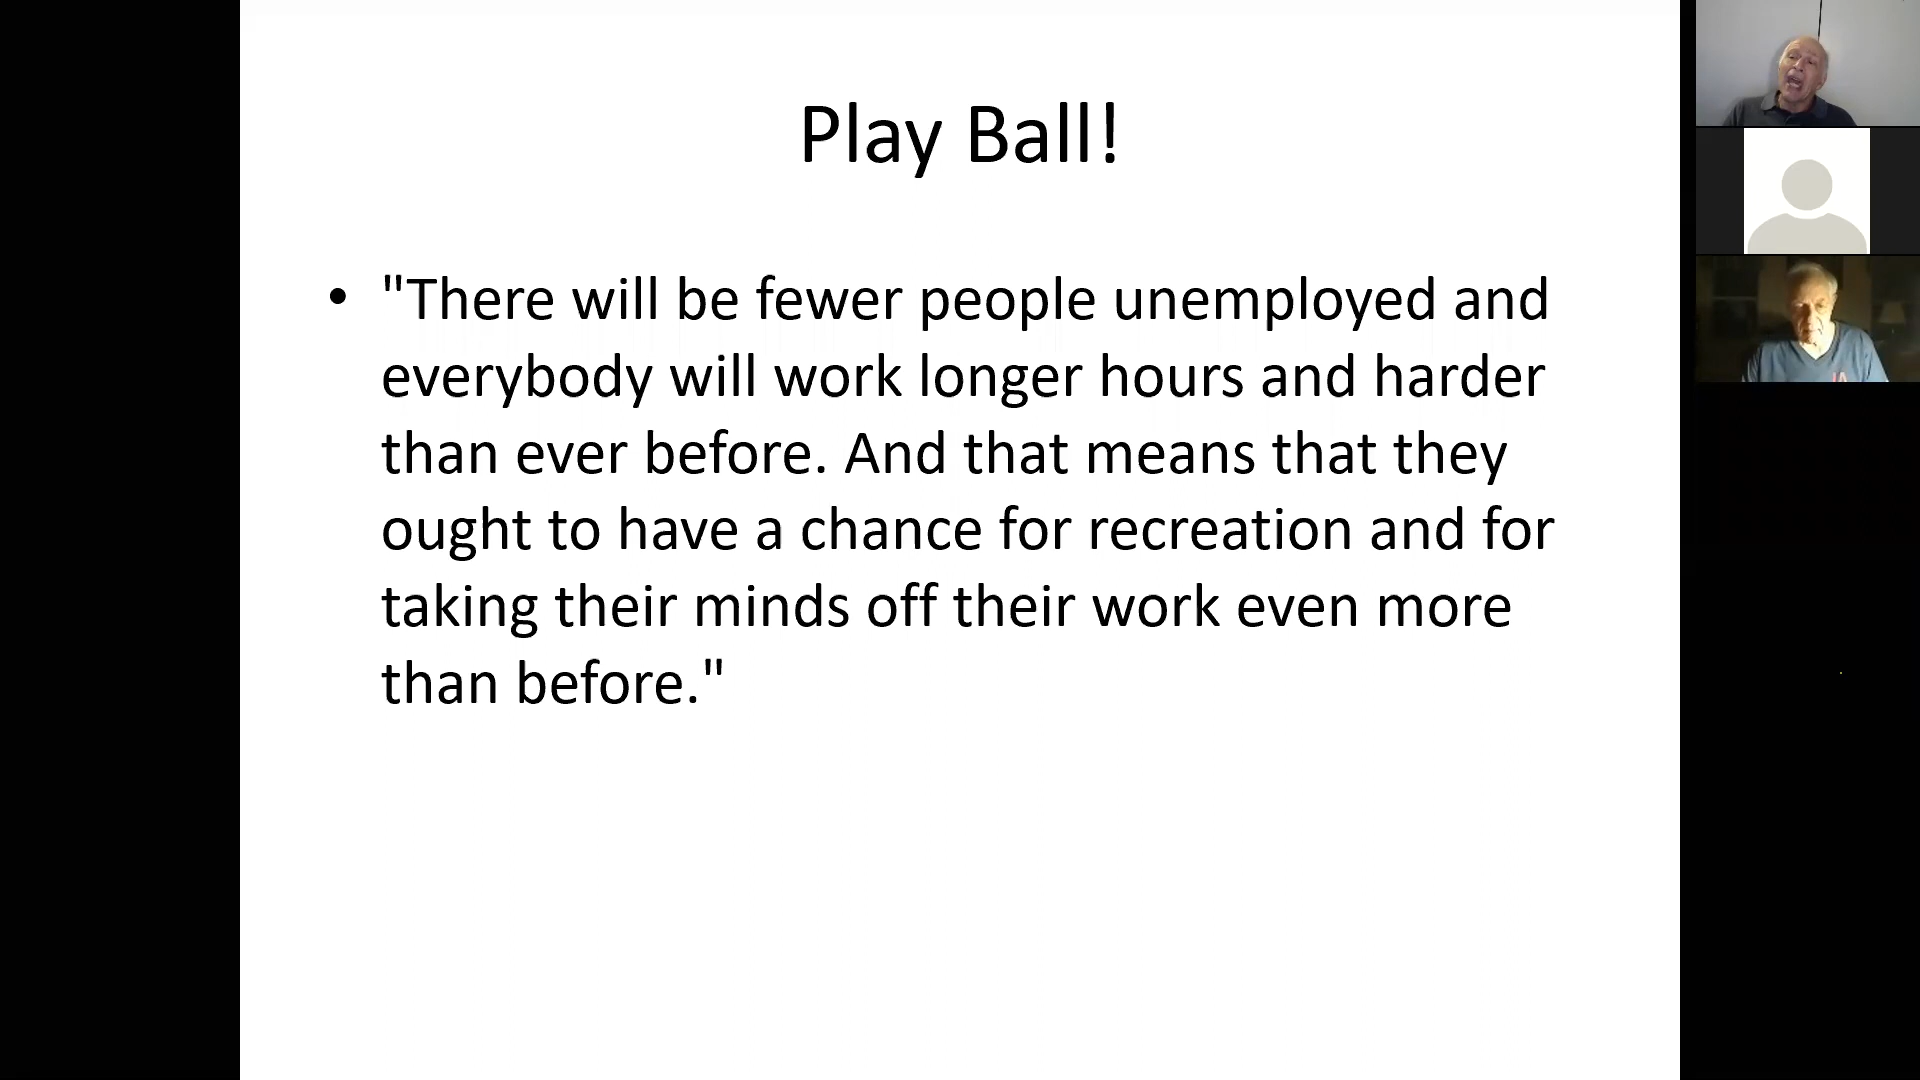 Play Ball!
• "There will be fewer people unemployed and
everybody will work longer hours and harder
than ever before. And that means that they
ought to have a chance for recreation and for
taking their minds off their work even more
than before."